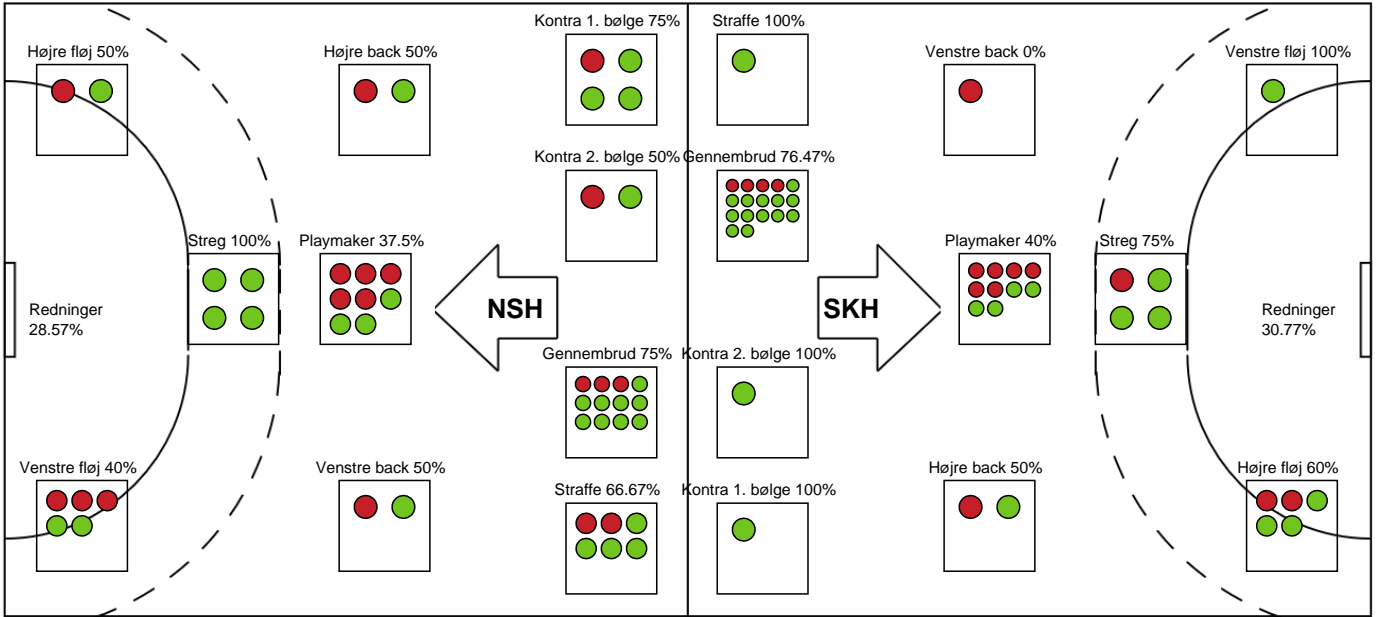 Kontra 1. bølge 75%
Straffe 100%
Højre fløj 50%
Højre back 50%
Venstre back 0%
Venstre fløj 100%
Kontra 2. bølge 50%
Gennembrud 76.47%
Streg 100%
Playmaker 37.5%
Playmaker 40%
Streg 75%
Redninger
28.57%
NSH
SKH
Redninger
30.77%
Gennembrud 75%
Kontra 2. bølge 100%
Venstre fløj 40%
Venstre back 50%
Straffe 66.67%
Kontra 1. bølge 100%
Højre back 50%
Højre fløj 60%